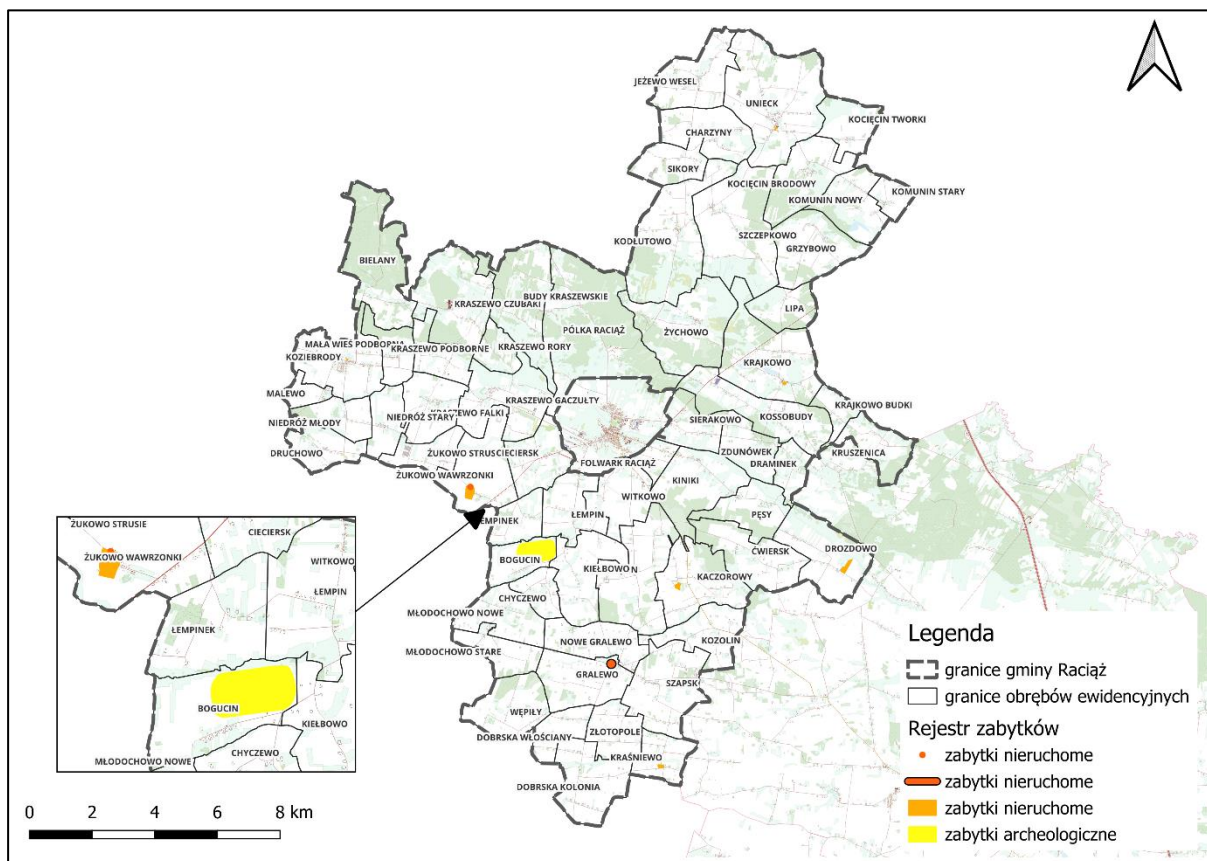 JEŻEWO WESEL
UNIECK
KOCIĘCIN TWORKI
CHARZYNY
SIKORY
KOCIĘCIN BRODOWY
KOMUNIN STARY
KOMUNIN NOWY
KODŁUTOWO
SZCZEPKOWO
GRZYBOWO
BIELANY
LIPA
BUDY KRASZEWSKIE
KRASZEWO CZUBAKI
PÓLKA RACIĄŻ
ŻYCHOWO
MAŁA WIEŚ PODBORNA
KRASZEWO PODBORNE
KRASZEWO RORY
KOZIEBRODY
KRAJKOWO
MALEWO
KRASZEWO GACZUŁTY
KRAJKOWO BUDKI
NIEDRÓŻ STARY
KRASZEWO FALKI
SIERAKOWO
KOSSOBUDY
NIEDRÓŻ MŁODY
DRUCHOWO
ŻUKOWO STRUSIE
CIECIERSK
ZDUNÓWEK
KRUSZENICA
FOLWARK RACIĄŻ
DRAMINEK
ŻUKOWO WAWRZONKI
KINIKI
WITKOWO
ŁEMPINEK
ŁEMPIN
PĘSY
ĆWIERSK
DROZDOWO
BOGUCIN
KIEŁBOWO
KACZOROWY
CHYCZEWO
MŁODOCHOWO NOWE
NOWE GRALEWO
KOZOLIN
MŁODOCHOWO STARE
GRALEWO
SZAPSK
WĘPIŁY
DOBRSKA WŁOŚCIANY
ZŁOTOPOLE
KRAŚNIEWO
DOBRSKA KOLONIA
ŻUKOWO STRUSIE
CIECIERSK
ŻUKOWO WAWRZONKI
WITKOWO
ŁEMPIN
ŁEMPINEK
BOGUCIN
KIEŁBOWO
CHYCZEWO
MŁODOCHOWO NOWE
0 2 4 6 8 km
Legenda
granice gminy Raciąż
granice obrębów ewidencyjnych
Rejestr zabytków
zabytki nieruchome
zabytki nieruchome
zabytki nieruchome
zabytki archeologiczne